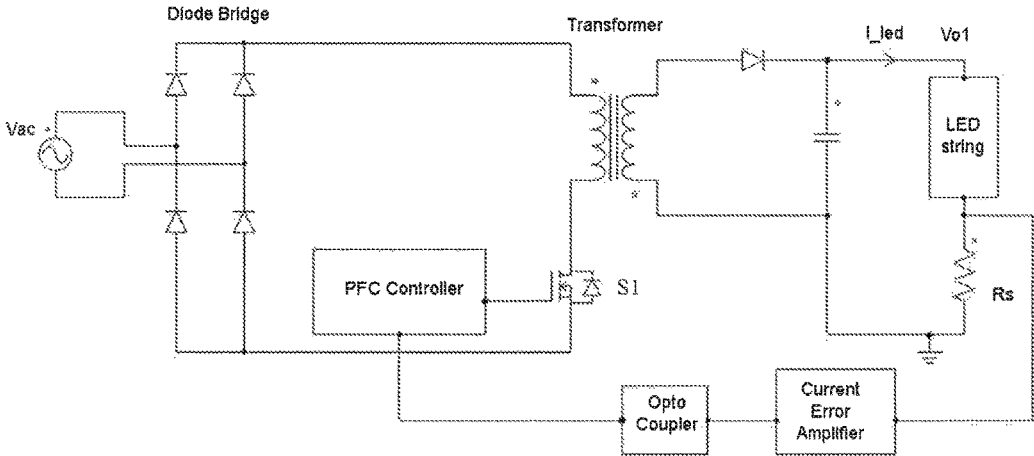 Diode Bridge
Transformer
I_led
Vo1
Vac
LED
string
PFC Controller
S1
Rs
Opto
Coupler
Current
Error
Amplifier